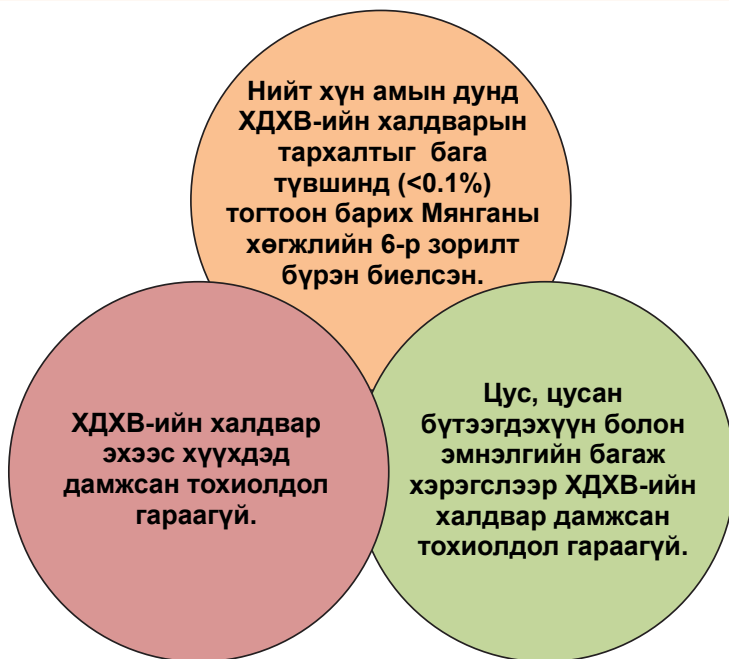 Нийт хүн амын дунд
ХДХВ-ийн халдварын
тархалтыг бага
түвшинд (<0.1%)
тогтоон барих Мянганы
хөгжлийн 6-р зорилт
бүрэн биелсэн.
ХДХВ-ийн халдвар
эхээс хүүхдэд
дамжсан тохиолдол
гараагүй.
Цус, цусан
бүтээгдэхүүн болон
эмнэлгийн багаж
хэрэгслээр ХДХВ-ийн
халдвар дамжсан
тохиолдол гараагүй.